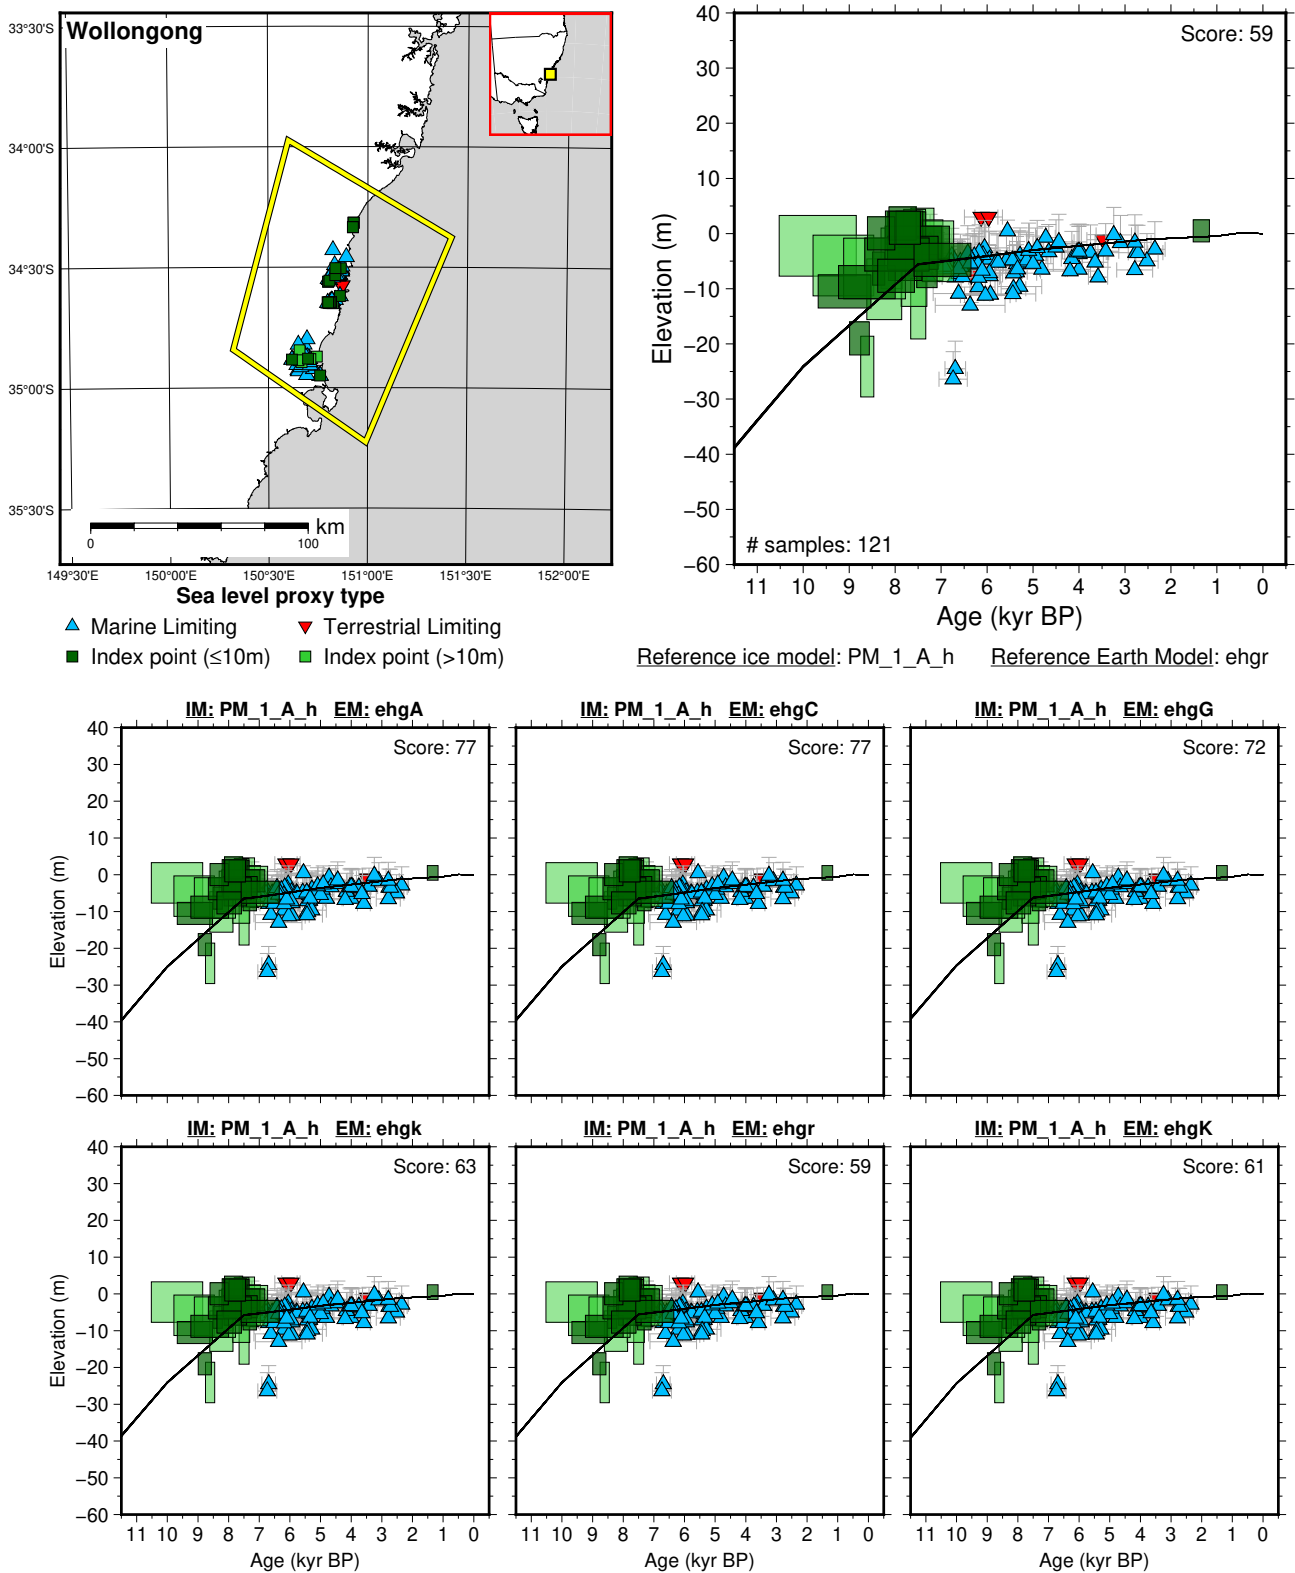 Wollongong
33°30'S
34°00'S
34°30'S
35°00'S
35°30'S
149°30'E 150°00'E 150°30'E 151°00'E 151°30'E 152°00'E
km
0 100
Sea level proxy type
Marine Limiting Terrestrial Limiting
Index point (≤10m) Index point (>10m)
Score: 59
Elevation (m)
40
30
20
10
0
−10
−20
−30
−40
−50
−60
# samples: 121
11 10 9 8 7 6 5 4 3 2 1 0
Age (kyr BP)
Reference ice model: PM_1_A_h Reference Earth Model: ehgr
IM: PM_1_A_h EM: ehgA
Score: 77
Elevation (m)
40
30
20
10
0
−10
−20
−30
−40
−50
−60
IM: PM_1_A_h EM: ehgC
Score: 77
IM: PM_1_A_h EM: ehgG
Score: 72
IM: PM_1_A_h EM: ehgk
Score: 63
Elevation (m)
40
30
20
10
0
−10
−20
−30
−40
−50
−60
11 10 9 8 7 6 5 4 3 2 1 0
Age (kyr BP)
IM: PM_1_A_h EM: ehgr
Score: 59
11 10 9 8 7 6 5 4 3 2 1 0
Age (kyr BP)
IM: PM_1_A_h EM: ehgK
Score: 61
11 10 9 8 7 6 5 4 3 2 1 0
Age (kyr BP)